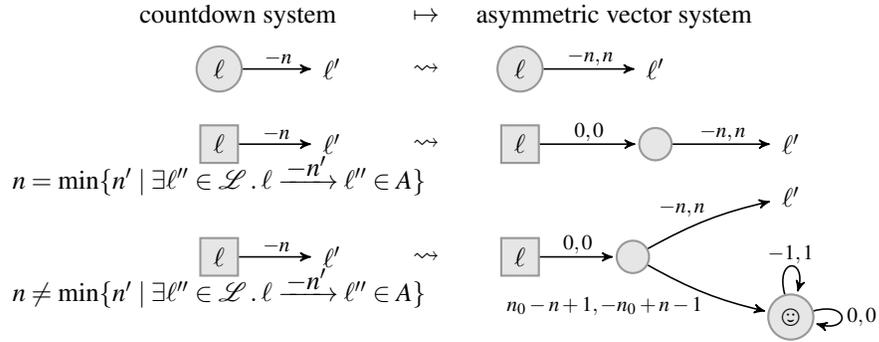 countdown system ↦ asymmetric vector system
ℓ −n ℓ′ ⇝ ℓ −n,n ℓ′
ℓ −n ℓ′ ⇝ ℓ 0,0 −n,n ℓ′
n = min{n′ | ∃ℓ″ ∈ ℒ . ℓ −n′→ ℓ″ ∈ A}
ℓ −n ℓ′ ⇝ ℓ 0,0 −n,n ℓ′
n ≠ min{n′ | ∃ℓ″ ∈ ℒ . ℓ −n′→ ℓ″ ∈ A}
n₀ − n + 1, −n₀ + n − 1
−1,1
☺ 0,0